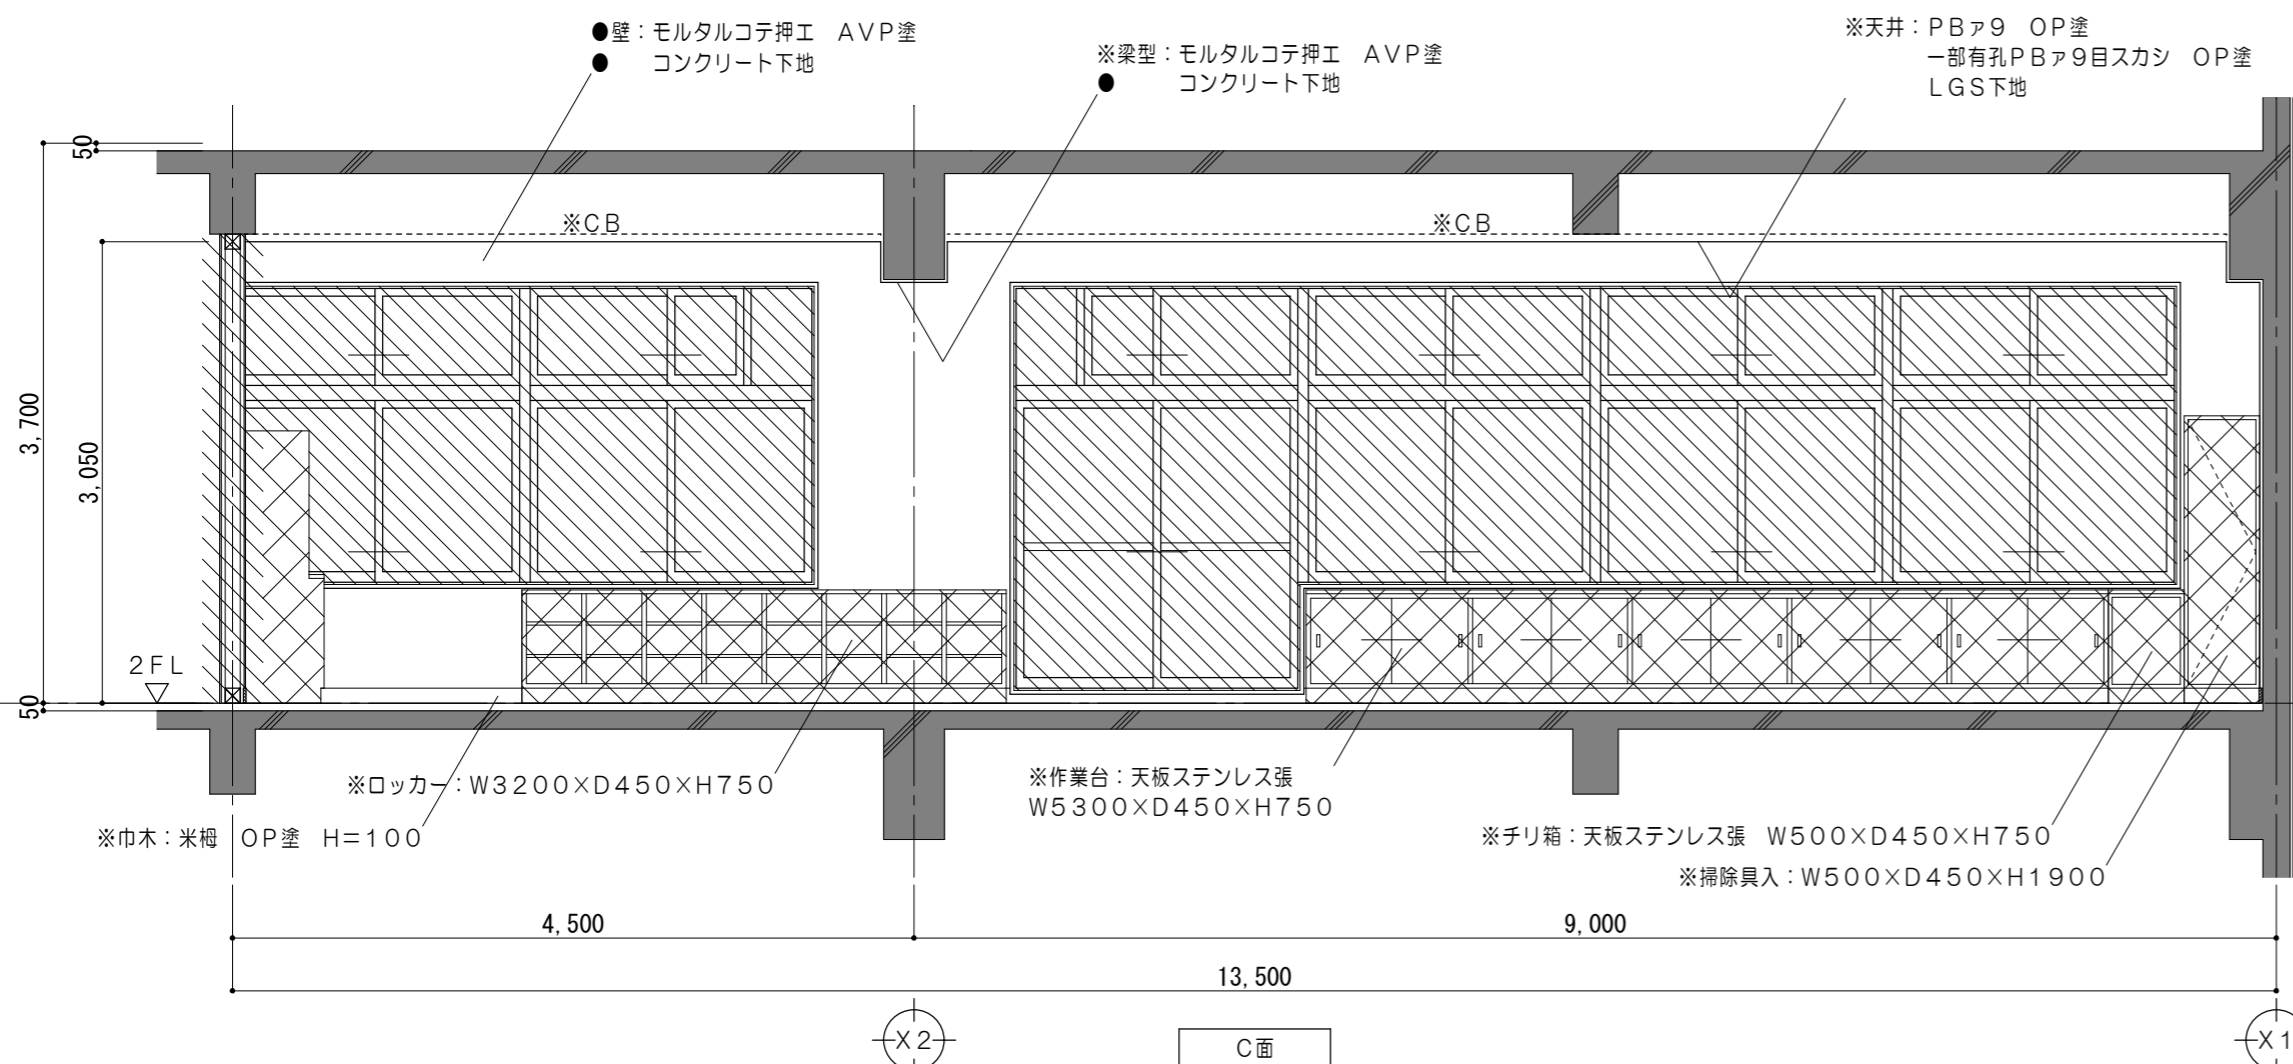 ●壁：モルタルコテ押エ　ＡＶＰ塗
●　コンクリート下地
※梁型：モルタルコテ押エ　ＡＶＰ塗
●　コンクリート下地
※天井：ＰＢァ９　ＯＰ塗
一部有孔ＰＢァ９目スカシ　ＯＰ塗
ＬＧＳ下地
50
※ＣＢ
※ＣＢ
3,700
3,050
２ＦＬ
50
※ロッカー：Ｗ３２００×Ｄ４５０×Ｈ７５０
※作業台：天板ステンレス張
Ｗ５３００×Ｄ４５０×Ｈ７５０
※巾木：米栂　ＯＰ塗　Ｈ＝１００
※チリ箱：天板ステンレス張　Ｗ５００×Ｄ４５０×Ｈ７５０
※掃除具入：Ｗ５００×Ｄ４５０×Ｈ１９００
4,500
9,000
13,500
Ｘ２
Ｃ面
Ｘ１